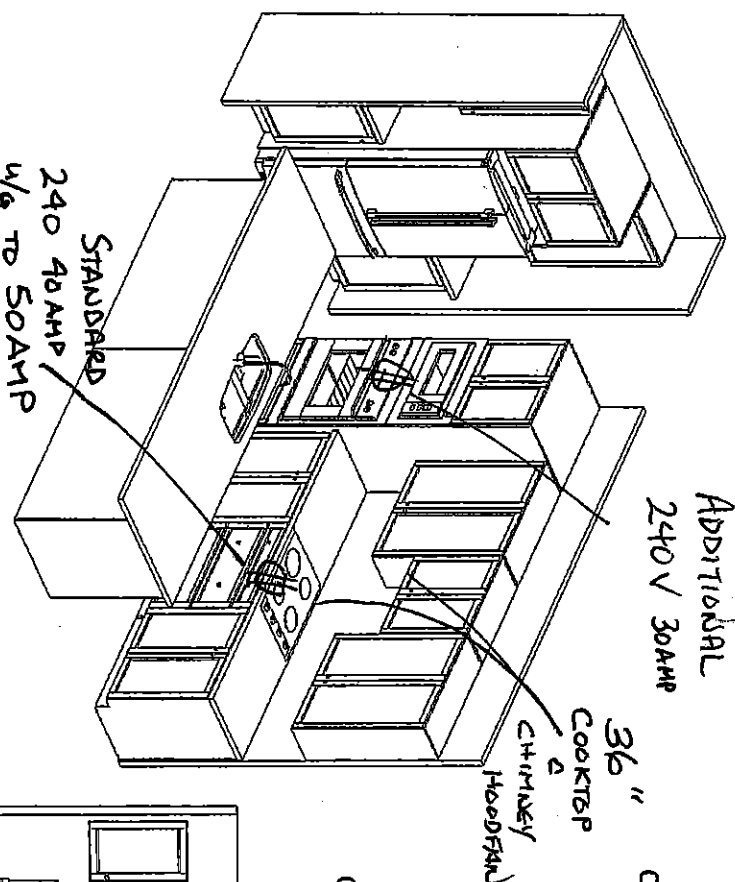 ADDITIONAL
240V 30AMP
36"
COOKTOP
&
CHIMNEY
HOODFAN
STANDARD
240 40AMP
U/G TO 50AMP